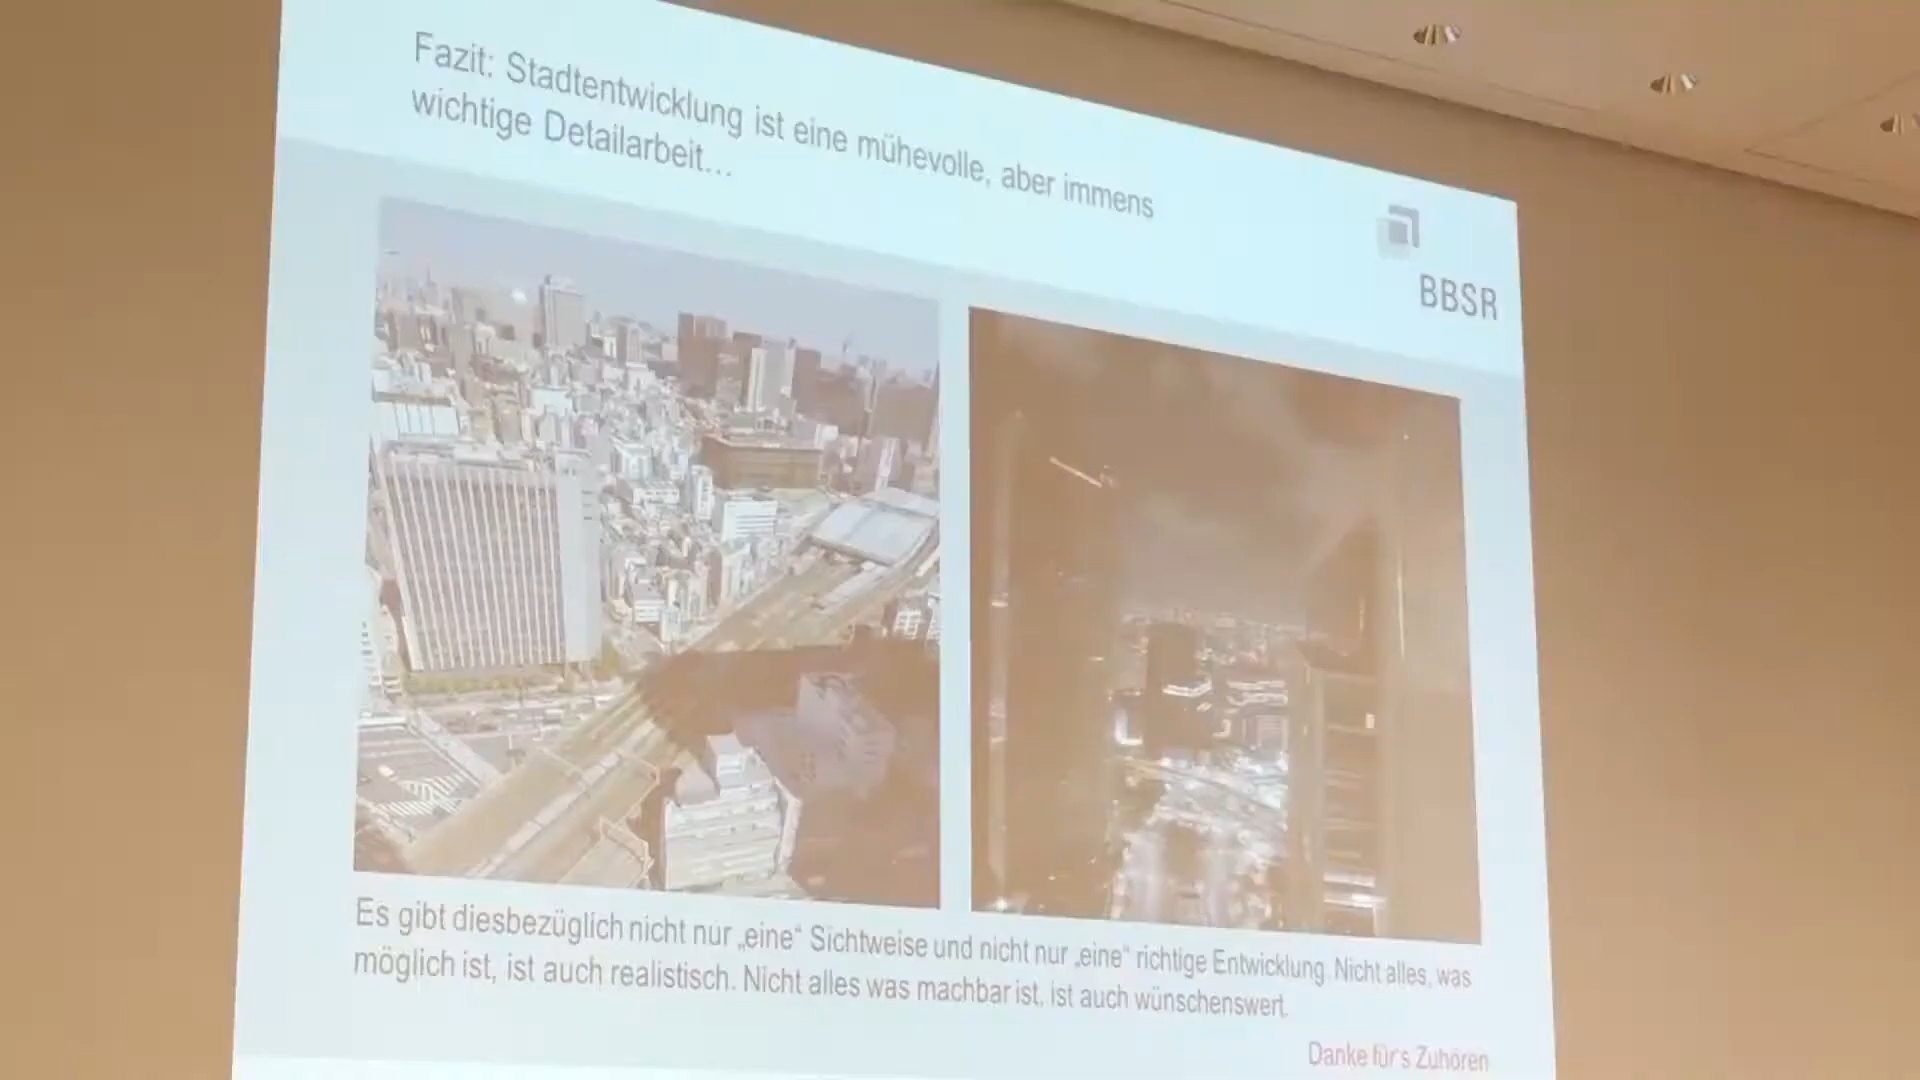 Fazit: Stadtentwicklung ist eine mühevolle, aber immens
wichtige Detailarbeit...
BBSR
Es gibt diesbezüglich nicht nur „eine“ Sichtweise und nicht nur „eine“ richtige Entwicklung. Nicht alles, was
möglich ist, ist auch realistisch. Nicht alles was machbar ist, ist auch wünschenswert.
Danke für's Zuhören